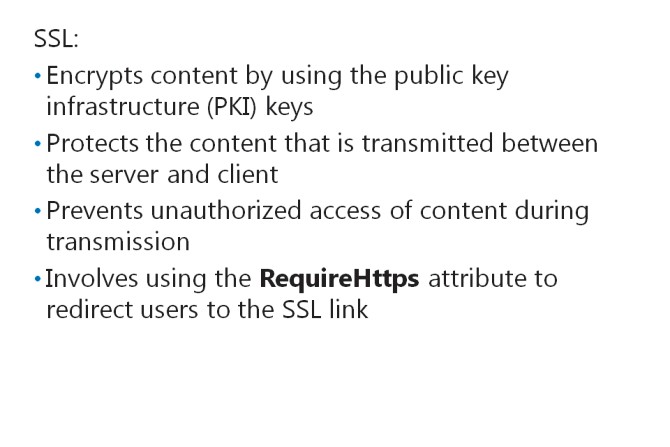 SSL:
• Encrypts content by using the public key
infrastructure (PKI) keys
• Protects the content that is transmitted between
the server and client
• Prevents unauthorized access of content during
transmission
• Involves using the RequireHttps attribute to
redirect users to the SSL link